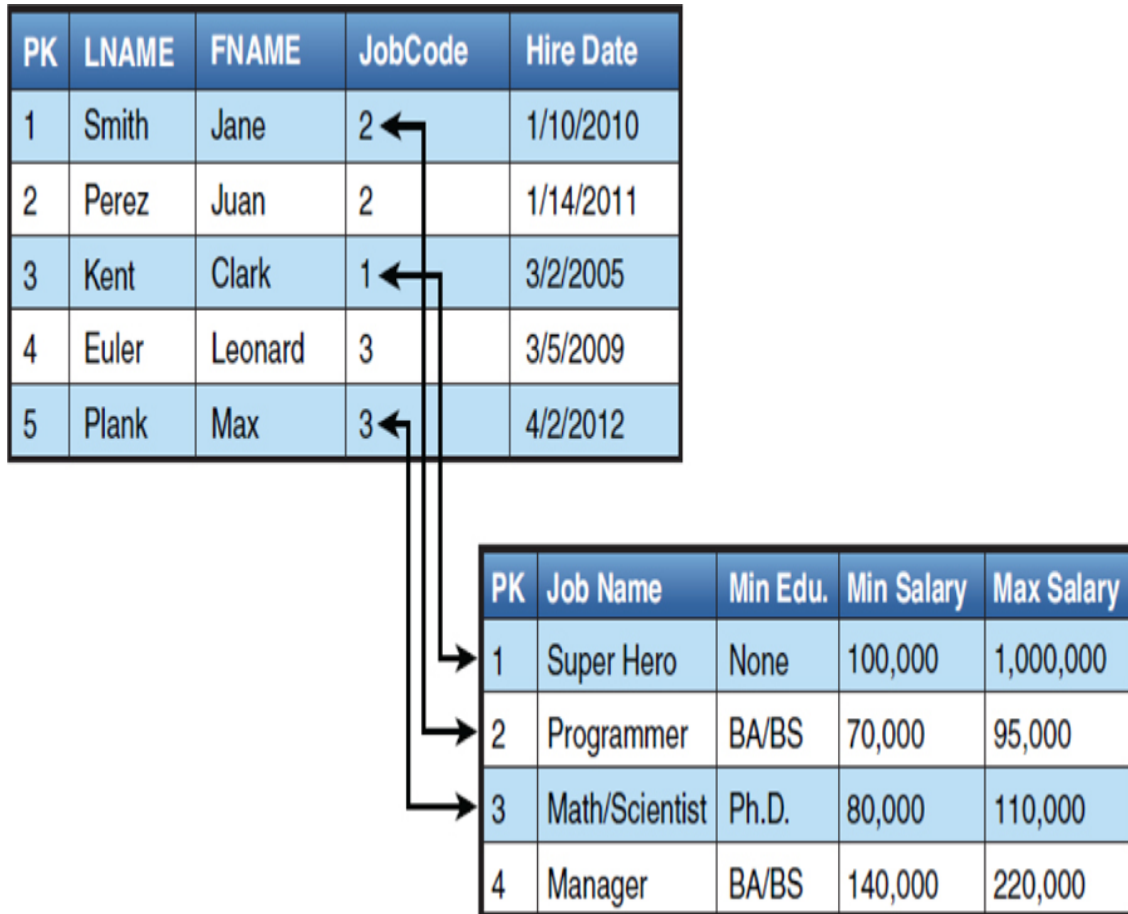 PK LNAME FNAME JobCode Hire Date
1 Smith Jane 2 1/10/2010
2 Perez Juan 2 1/14/2011
3 Kent Clark 1 3/2/2005
4 Euler Leonard 3 3/5/2009
5 Plank Max 3 4/2/2012
PK Job Name Min Edu. Min Salary Max Salary
1 Super Hero None 100,000 1,000,000
2 Programmer BA/BS 70,000 95,000
3 Math/Scientist Ph.D. 80,000 110,000
4 Manager BA/BS 140,000 220,000